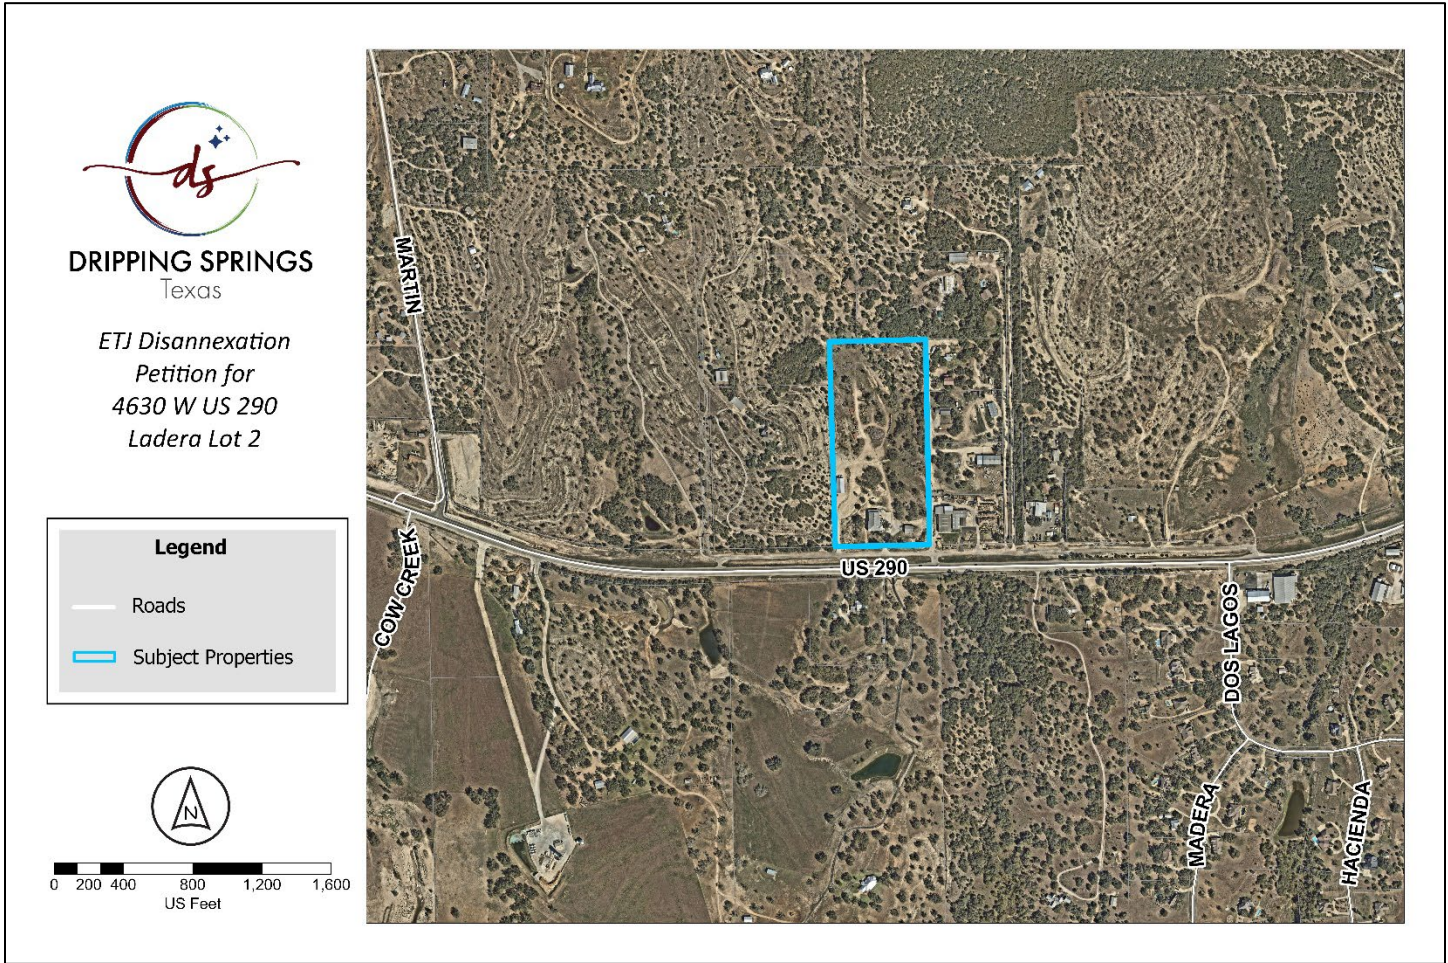 ds
DRIPPING SPRINGS
Texas
ETJ Disannexation
Petition for
4630 W US 290
Ladera Lot 2
Legend
Roads
Subject Properties
N
0 200 400 800 1,200 1,600
US Feet
MARTIN
COW CREEK
US 290
DOS LAGOS
MADERA
HACIENDA